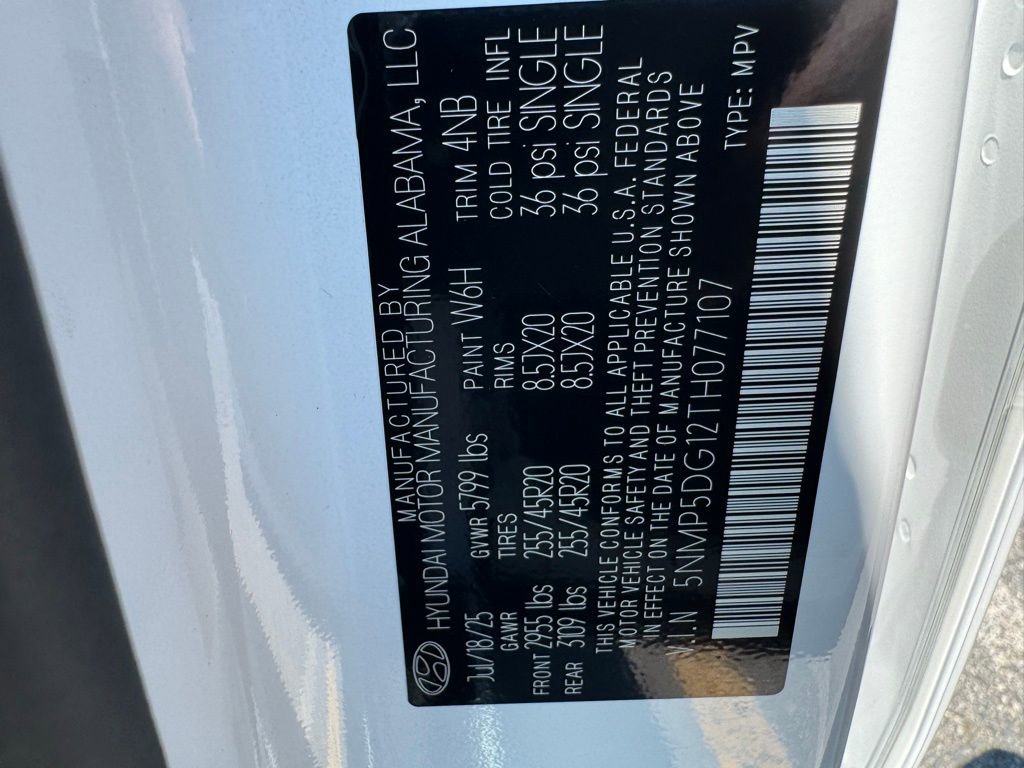 MANUFACTURED BY
HYUNDAI MOTOR MANUFACTURING ALABAMA, LLC
JUL/18/25 GVWR 5799 lbs PAINT W6H TRIM 4NB
GAWR TIRES RIMS COLD TIRE INFL
FRONT 2955 lbs 255/45R20 8.5JX20 36 psi SINGLE
REAR 3109 lbs 255/45R20 8.5JX20 36 psi SINGLE
THIS VEHICLE CONFORMS TO ALL APPLICABLE U.S.A. FEDERAL
MOTOR VEHICLE SAFETY AND THEFT PREVENTION STANDARDS
IN EFFECT ON THE DATE OF MANUFACTURE SHOWN ABOVE
V.I.N 5NMP5DG12TH077107 TYPE: MPV